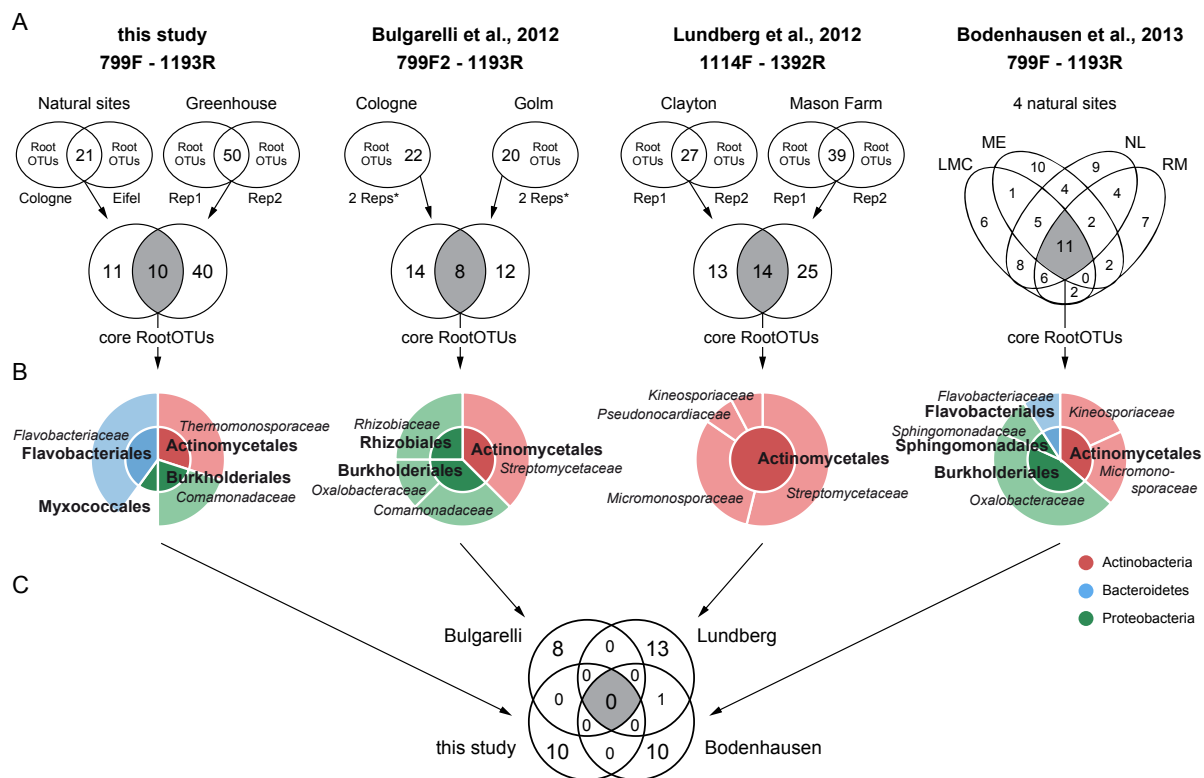 A
this study
799F - 1193R
Bulgarelli et al., 2012
799F2 - 1193R
Lundberg et al., 2012
1114F - 1392R
Bodenhausen et al., 2013
799F - 1193R
Natural sites
Greenhouse
Root OTUs
21
Root OTUs
Root OTUs
50
Root OTUs
Cologne
Eifel
Rep1
Rep2
11
10
40
core RootOTUs
Cologne
Golm
Root OTUs
22
20
Root OTUs
2 Reps*
2 Reps*
14
8
12
core RootOTUs
Clayton
Mason Farm
Root OTUs
27
Root OTUs
Root OTUs
39
Root OTUs
Rep1
Rep2
Rep1
Rep2
13
14
25
core RootOTUs
4 natural sites
LMC
ME
NL
RM
10
9
1
4
4
6
5
2
7
11
8
2
6
0
2
core RootOTUs
B
Flavobacteriaceae
Flavobacteriales
Thermomonosporaceae
Actinomycetales
Burkholderiales
Comamonadaceae
Myxococcales
Rhizobiaceae
Rhizobiales
Actinomycetales
Streptomycetaceae
Burkholderiales
Oxalobacteraceae
Comamonadaceae
Kineosporiaceae
Pseudonocardiaceae
Actinomycetales
Micromonosporaceae
Streptomycetaceae
Flavobacteriaceae
Flavobacteriales
Kineosporiaceae
Sphingomonadaceae
Sphingomonadales
Actinomycetales
Burkholderiales
Micromono-
sporaceae
Oxalobacteraceae
Actinobacteria
Bacteroidetes
Proteobacteria
C
Bulgarelli
Lundberg
8
0
13
0
0
0
0
1
0
0
10
0
10
this study
Bodenhausen